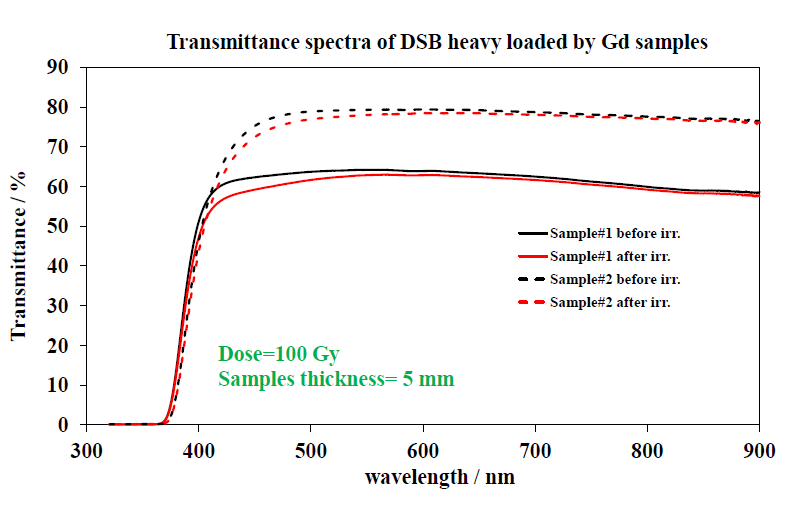 Transmittance spectra of DSB heavy loaded by Gd samples
90
80
70
60
50
40
30
20
10
0
Transmittance / %
Sample#1 before irr.
Sample#1 after irr.
Sample#2 before irr.
Sample#2 after irr.
Dose=100 Gy
Samples thickness= 5 mm
300 400 500 600 700 800 900
wavelength / nm